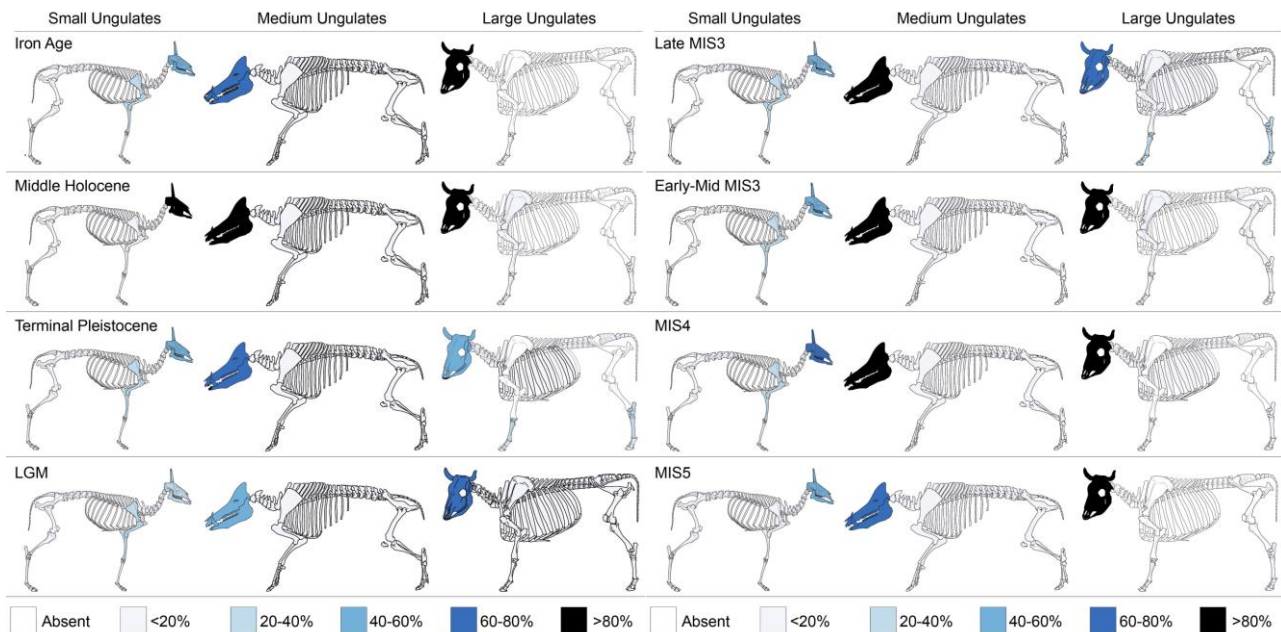 Small Ungulates Medium Ungulates Large Ungulates Small Ungulates Medium Ungulates Large Ungulates
Iron Age Late MIS3
Middle Holocene Early-Mid MIS3
Terminal Pleistocene MIS4
LGM MIS5
Absent <20% 20-40% 40-60% 60-80% >80% Absent <20% 20-40% 40-60% 60-80% >80%